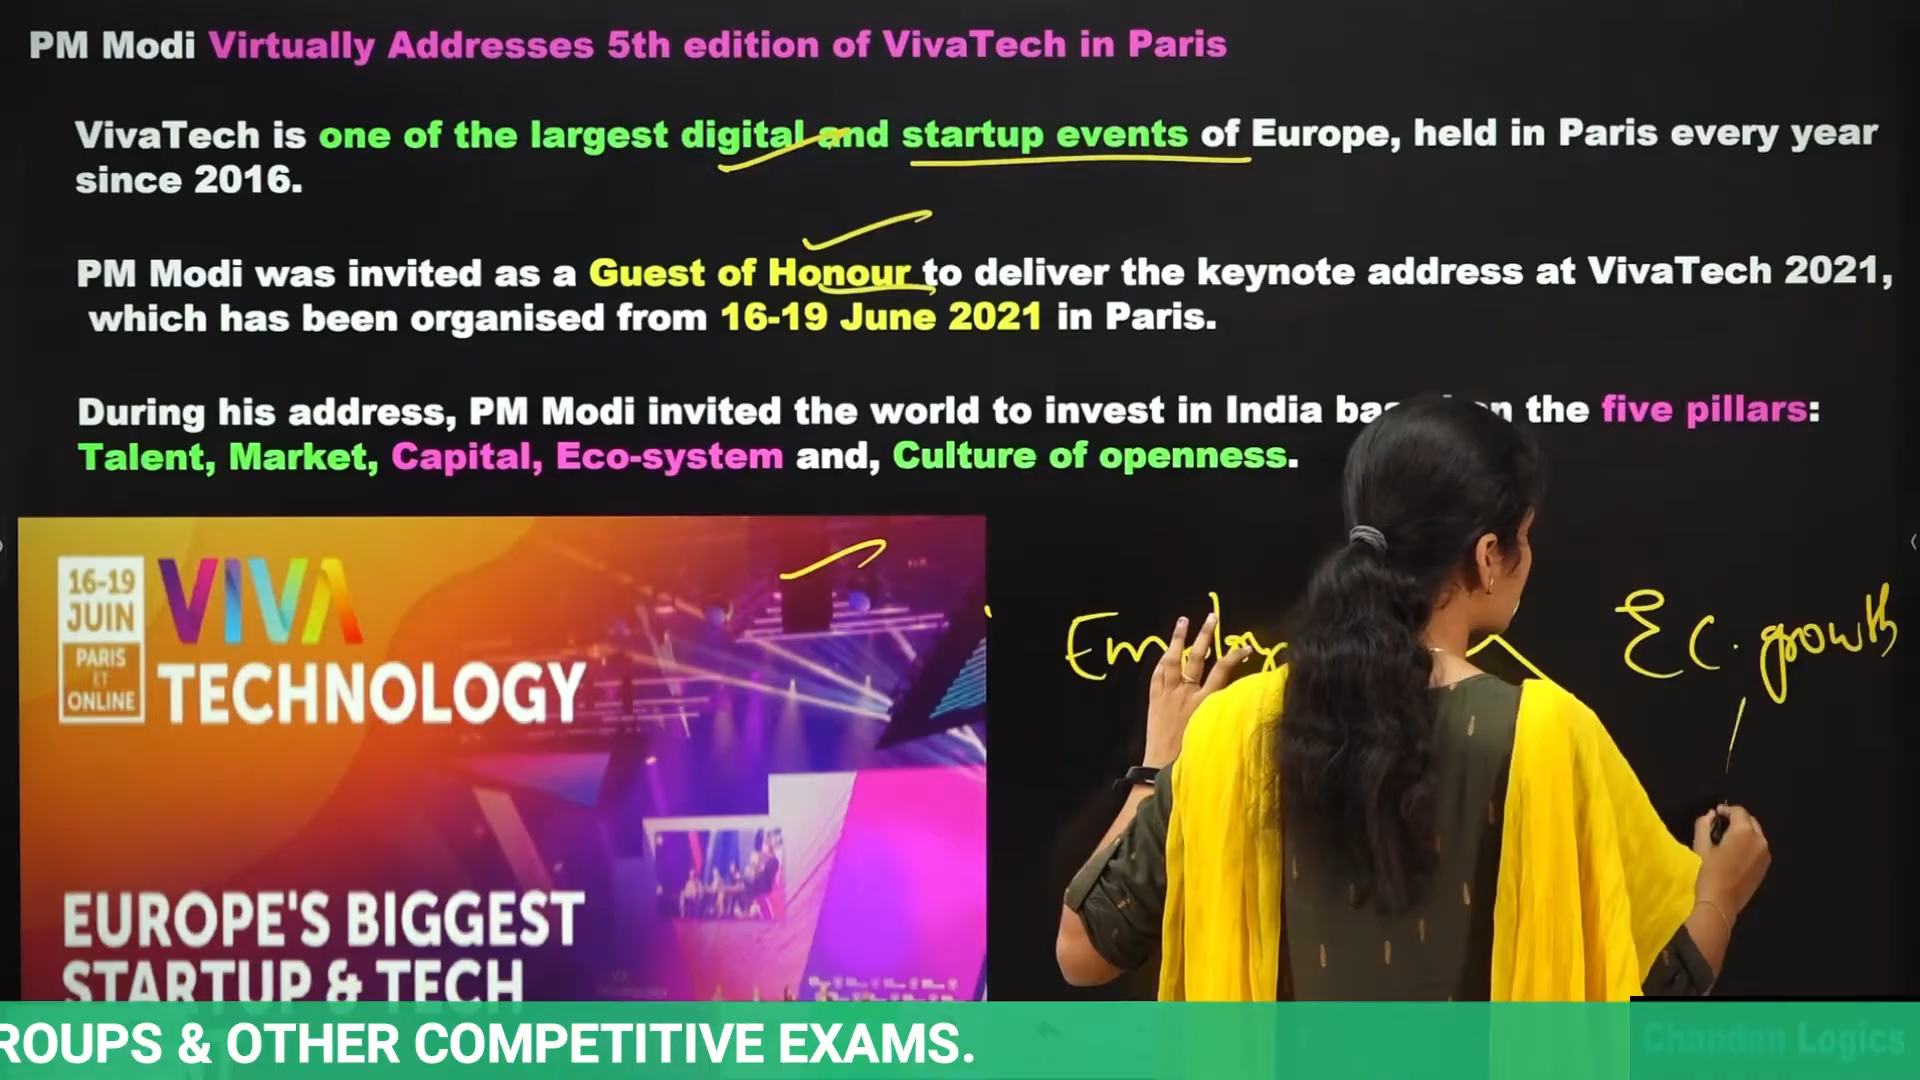 PM Modi Virtually Addresses 5th edition of VivaTech in Paris
VivaTech is one of the largest digital and startup events of Europe, held in Paris every year
since 2016.
PM Modi was invited as a Guest of Honour to deliver the keynote address at VivaTech 2021,
which has been organised from 16-19 June 2021 in Paris.
During his address, PM Modi invited the world to invest in India the five pillars:
Talent, Market, Capital, Eco-system and, Culture of openness.
16-19
JUIN
PARIS
ET
ONLINE
VIVA
TECHNOLOGY
EUROPE'S BIGGEST
STARTUP & TECH
Ec. growth
ROUPS & OTHER COMPETITIVE EXAMS.
Chandan Logics